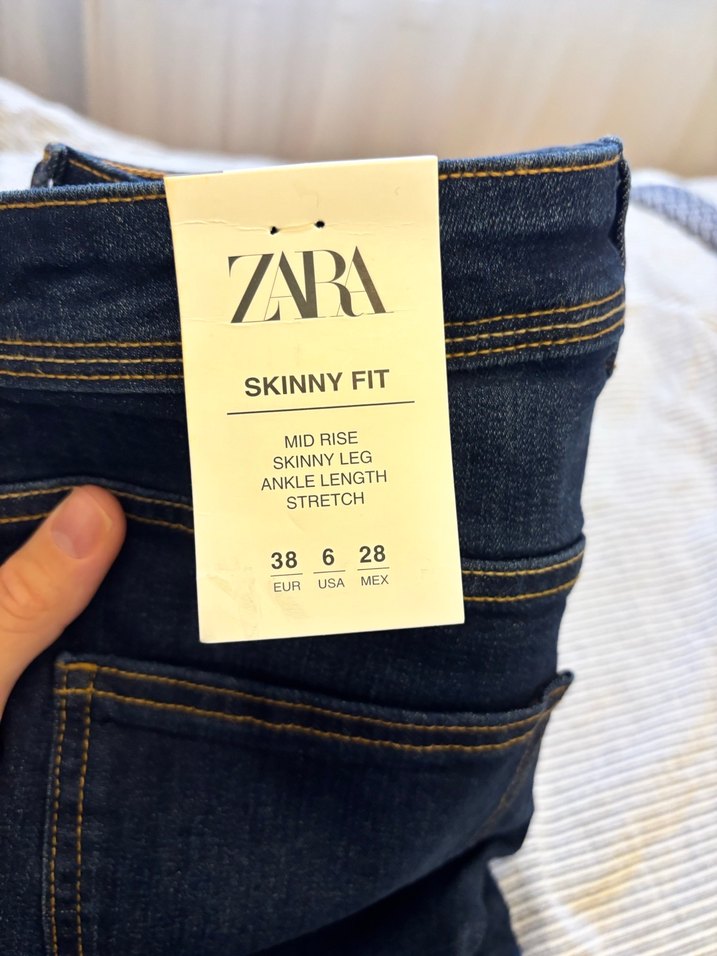 ZARA
SKINNY FIT
MID RISE
SKINNY LEG
ANKLE LENGTH
STRETCH
38 6 28
EUR USA MEX